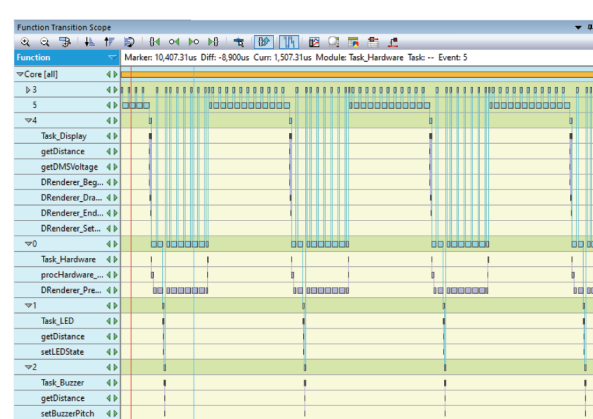 Function Transition Scope
Function Marker: 10,407.31us Diff: -8,900us Curr: 1,507.31us Module: Task_Hardware Task: -- Event: 5
Core [all]
3
5
4
Task_Display
getDistance
getDMSVoltage
DRenderer_Beg...
DRenderer_Dra...
DRenderer_End...
DRenderer_Set...
0
Task_Hardware
procHardware_...
DRenderer_Pre...
1
Task_LED
getDistance
setLEDState
2
Task_Buzzer
getDistance
setBuzzerPitch